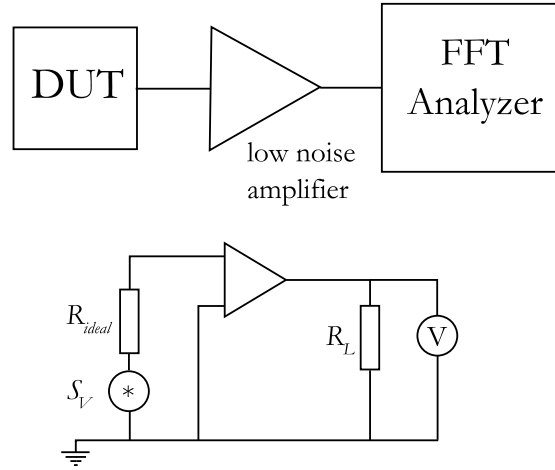 DUT
FFT
Analyzer
low noise
amplifier
R_ideal
S_V
*
R_L
V